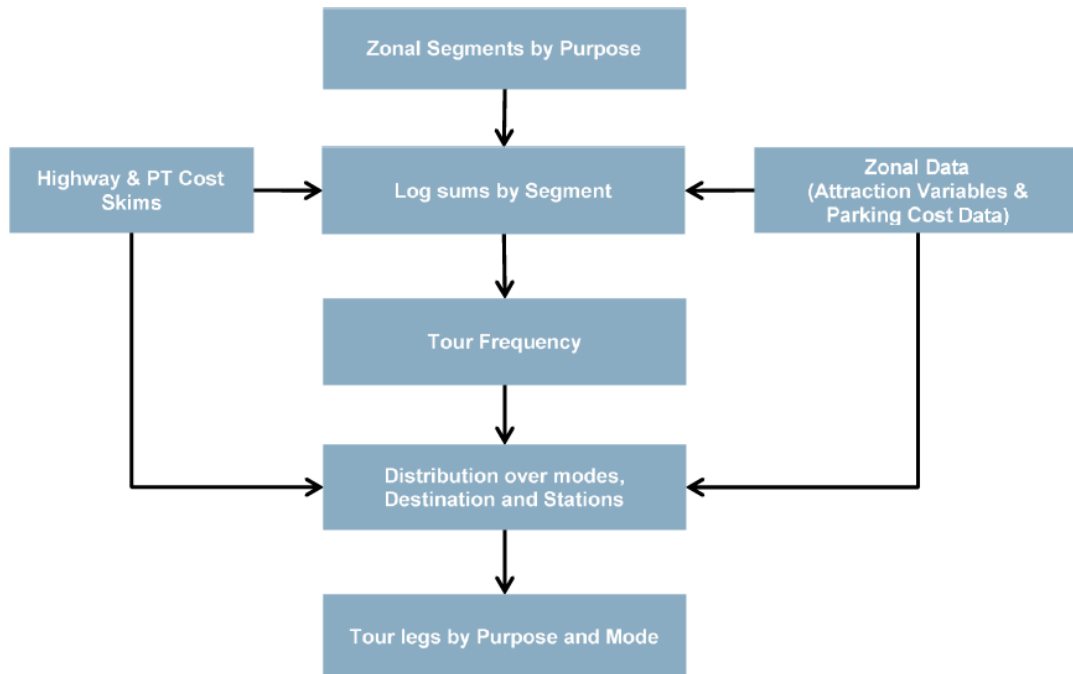 Zonal Segments by Purpose
Highway & PT Cost
Skims
Log sums by Segment
Zonal Data
(Attraction Variables &
Parking Cost Data)
Tour Frequency
Distribution over modes,
Destination and Stations
Tour legs by Purpose and Mode